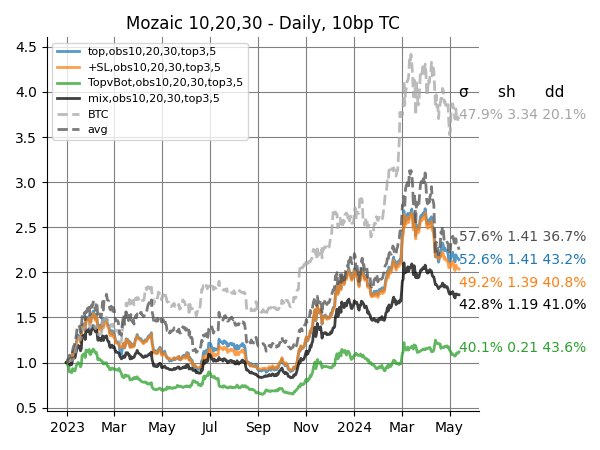 Mozaic 10,20,30 - Daily, 10bp TC
top,obs10,20,30,top3,5
+SL,obs10,20,30,top3,5
TopvBot,obs10,20,30,top3,5
mix,obs10,20,30,top3,5
BTC
avg
σ sh dd
47.9% 3.34 20.1%
57.6% 1.41 36.7%
52.6% 1.41 43.2%
49.2% 1.39 40.8%
42.8% 1.19 41.0%
40.1% 0.21 43.6%
4.5
4.0
3.5
3.0
2.5
2.0
1.5
1.0
0.5
2023 Mar May Jul Sep Nov 2024 Mar May